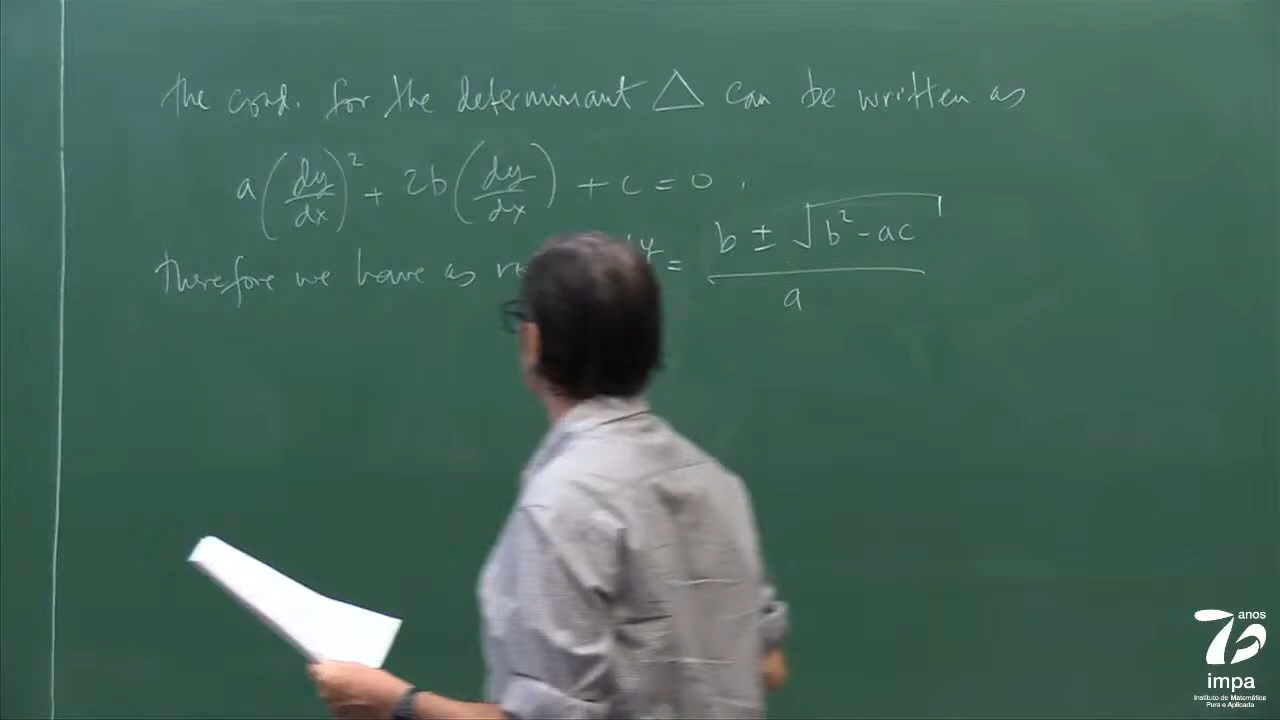 The cond. for the determinant △ can be written as
a(dy/dx)² + 2b(dy/dx) + c = 0.
Therefore we have as = b ± √(b² - ac) / a
anos
impa
Instituto de Matemática
Pura e Aplicada